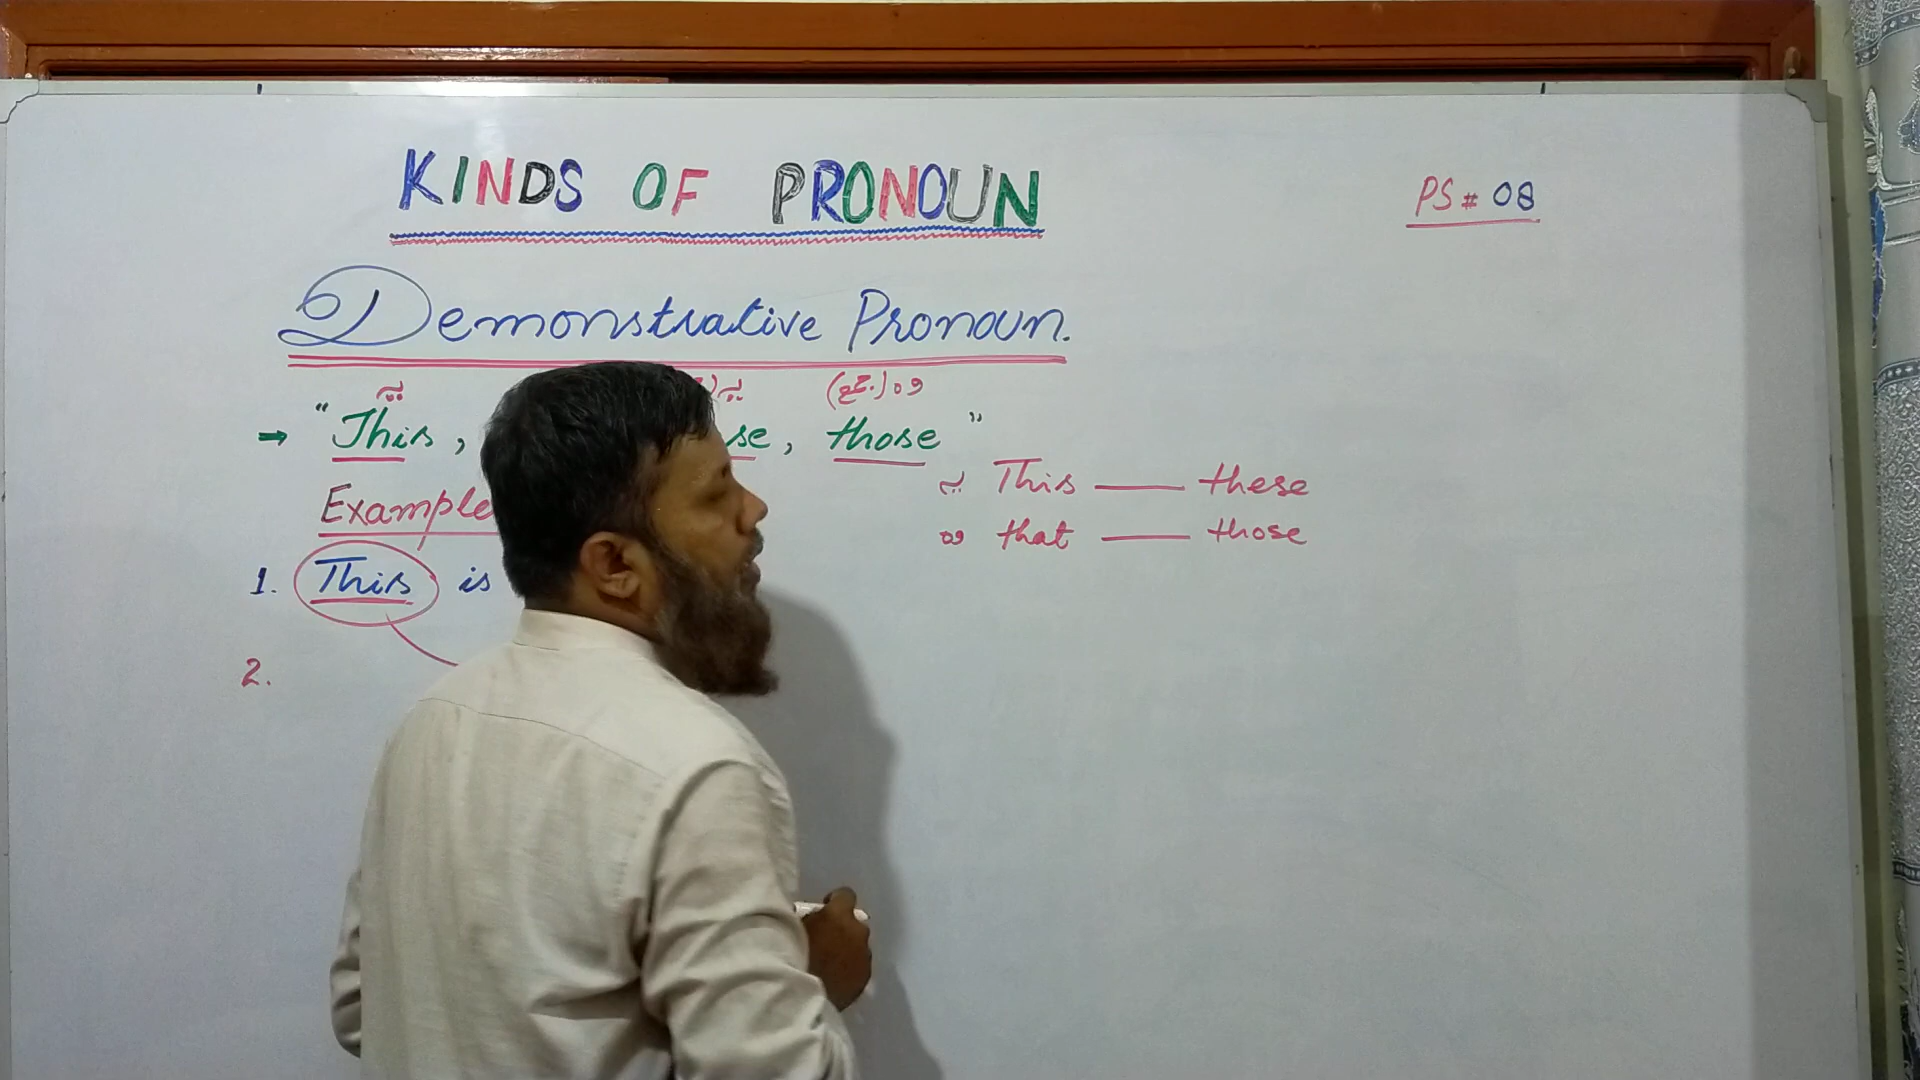 KINDS OF PRONOUN
PS # 08
Demonstrative Pronoun.
یہ یہ وہ (جمع)
→ "This, se, those"
Example
یہ This — these
وہ that — those
1. This is
2.